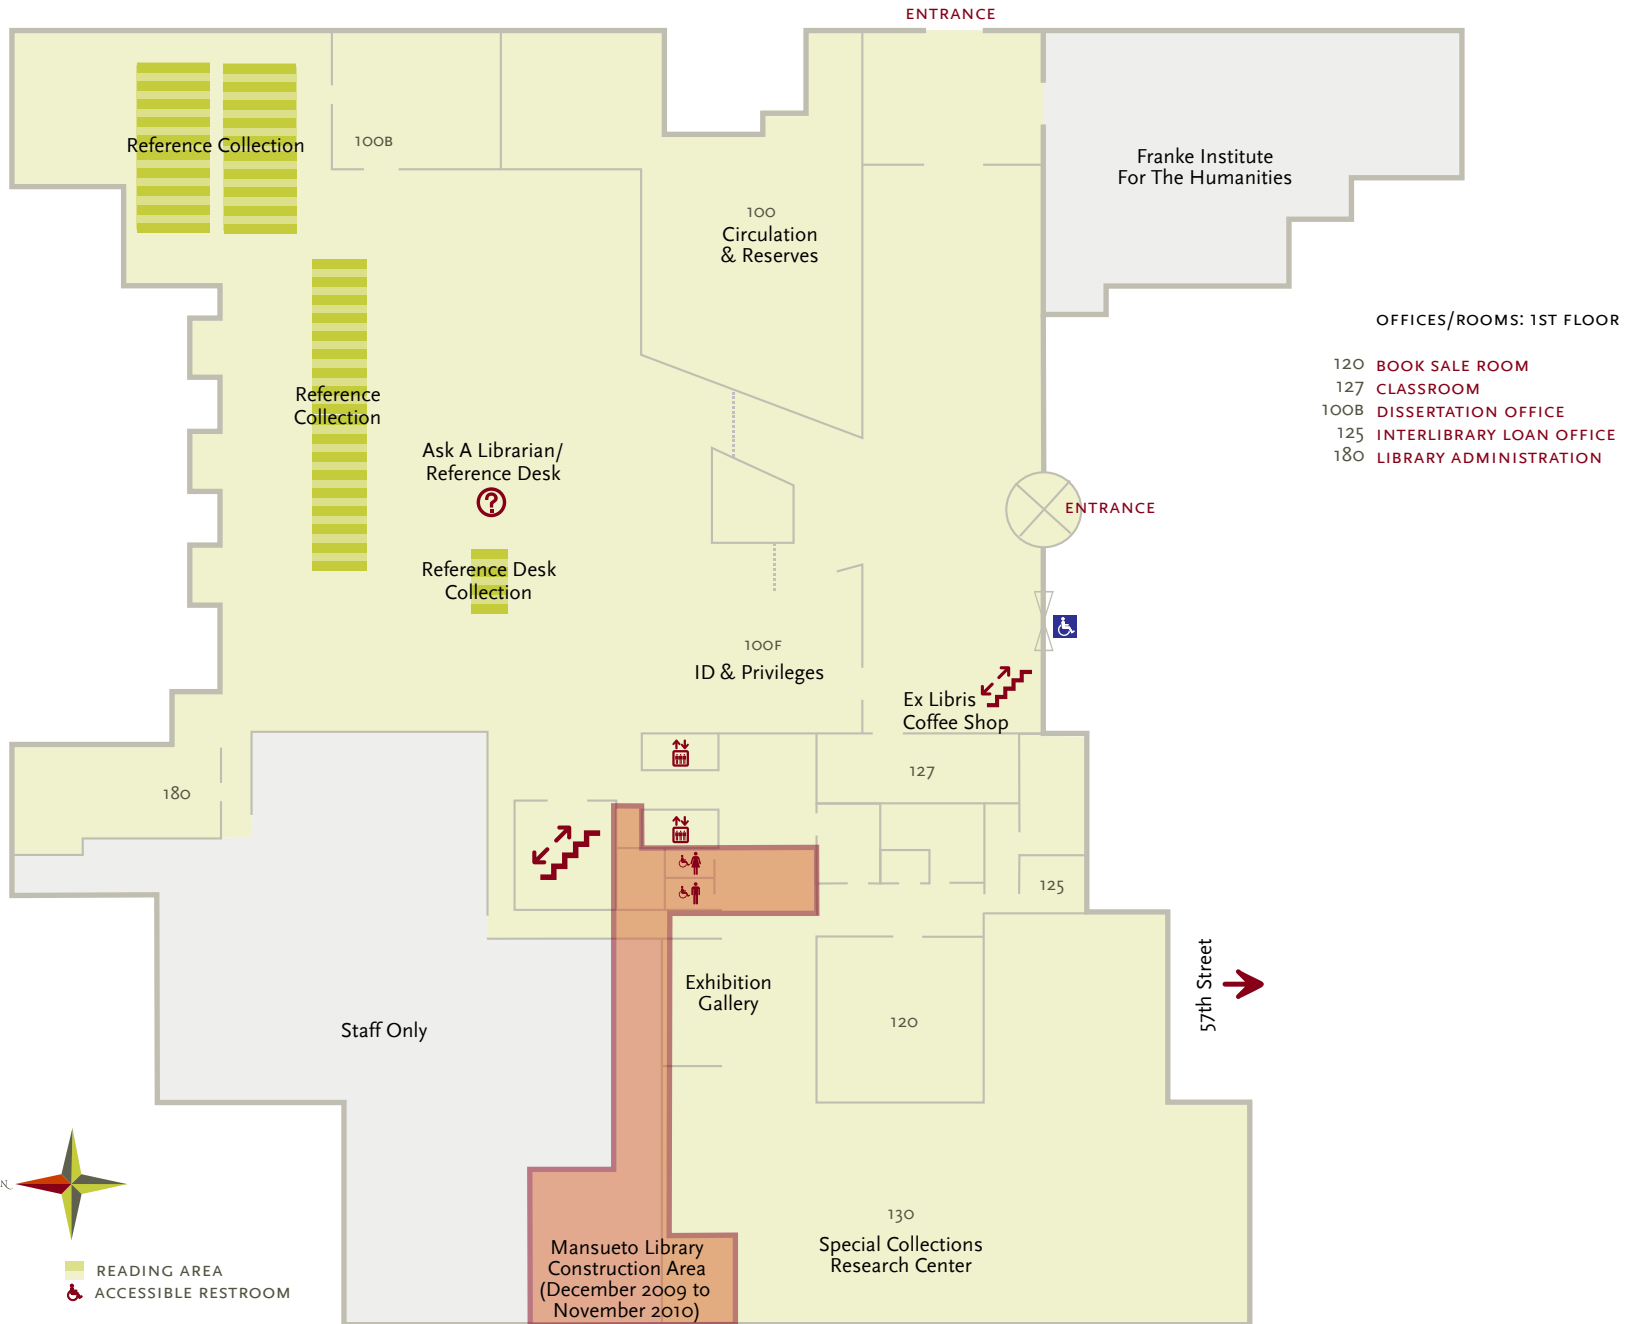 ENTRANCE
Reference Collection
100B
Franke Institute
For The Humanities
100
Circulation
& Reserves
OFFICES/ROOMS: 1ST FLOOR
120 BOOK SALE ROOM
127 CLASSROOM
100B DISSERTATION OFFICE
125 INTERLIBRARY LOAN OFFICE
180 LIBRARY ADMINISTRATION
Reference
Collection
Ask A Librarian/
Reference Desk
?
ENTRANCE
Reference Desk
Collection
100F
ID & Privileges
Ex Libris
Coffee Shop
127
180
125
Exhibition
Gallery
120
57th Street
Staff Only
N
130
Special Collections
Research Center
Mansueto Library
Construction Area
(December 2009 to
November 2010)
READING AREA
ACCESSIBLE RESTROOM